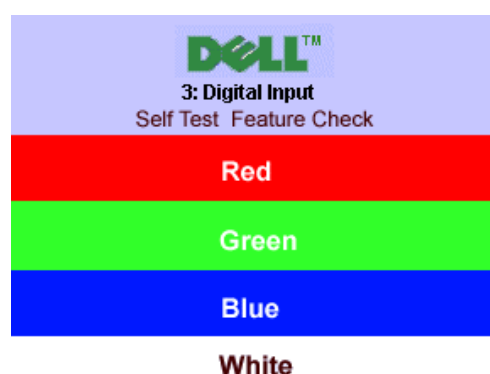 DELL™
3: Digital Input
Self Test Feature Check
Red
Green
Blue
White